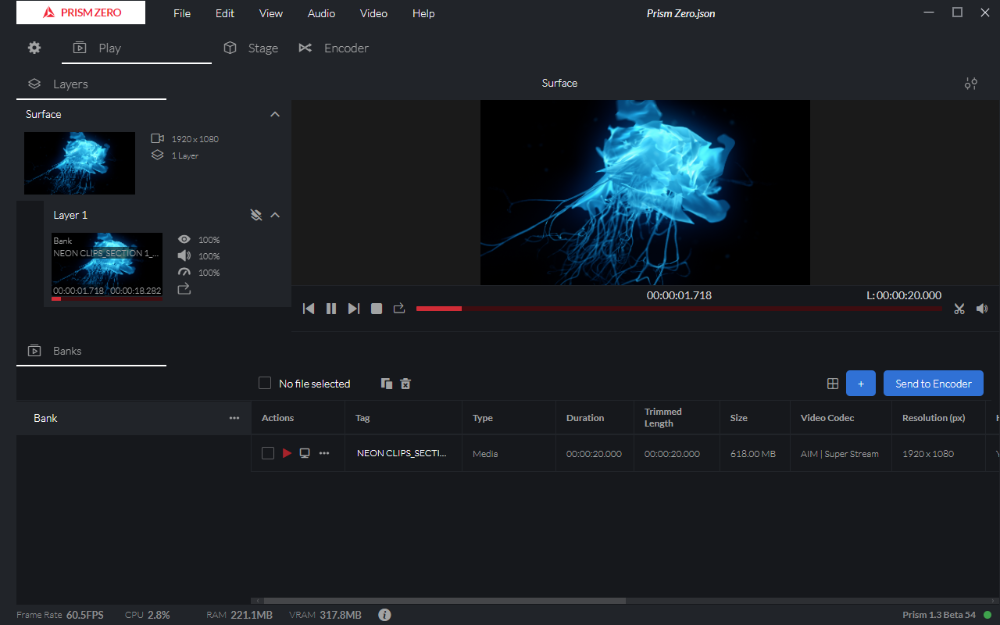 PRISM ZERO File Edit View Audio Video Help Prism Zero.json
Play Stage Encoder
Layers
Surface
Surface
1920 x 1080
1 Layer
Layer 1
Bank
NEON CLIPS_SECTION 1_...
00:00:01.718 00:00:18.282
100%
100%
100%
00:00:01.718 L: 00:00:20.000
Banks
No file selected + Send to Encoder
Bank
Actions Tag Type Duration Trimmed Length Size Video Codec Resolution (px)
NEON CLIPS_SECTI... Media 00:00:20.000 00:00:20.000 618.00 MB AIM | Super Stream 1920 x 1080
Frame Rate 60.5FPS CPU 2.8% RAM 221.1MB VRAM 317.8MB Prism 1.3 Beta 54